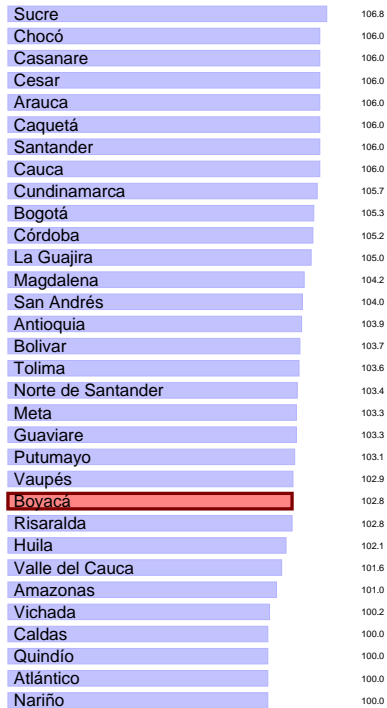 Sucre 106.8
Chocó 106.0
Casanare 106.0
Cesar 106.0
Arauca 106.0
Caquetá 106.0
Santander 106.0
Cauca 106.0
Cundinamarca 105.7
Bogotá 105.3
Córdoba 105.2
La Guajira 105.0
Magdalena 104.2
San Andrés 104.0
Antioquia 103.9
Bolivar 103.7
Tolima 103.6
Norte de Santander 103.4
Meta 103.3
Guaviare 103.3
Putumayo 103.1
Vaupés 102.9
Boyacá 102.8
Risaralda 102.8
Huila 102.1
Valle del Cauca 101.6
Amazonas 101.0
Vichada 100.2
Caldas 100.0
Quindío 100.0
Atlántico 100.0
Nariño 100.0